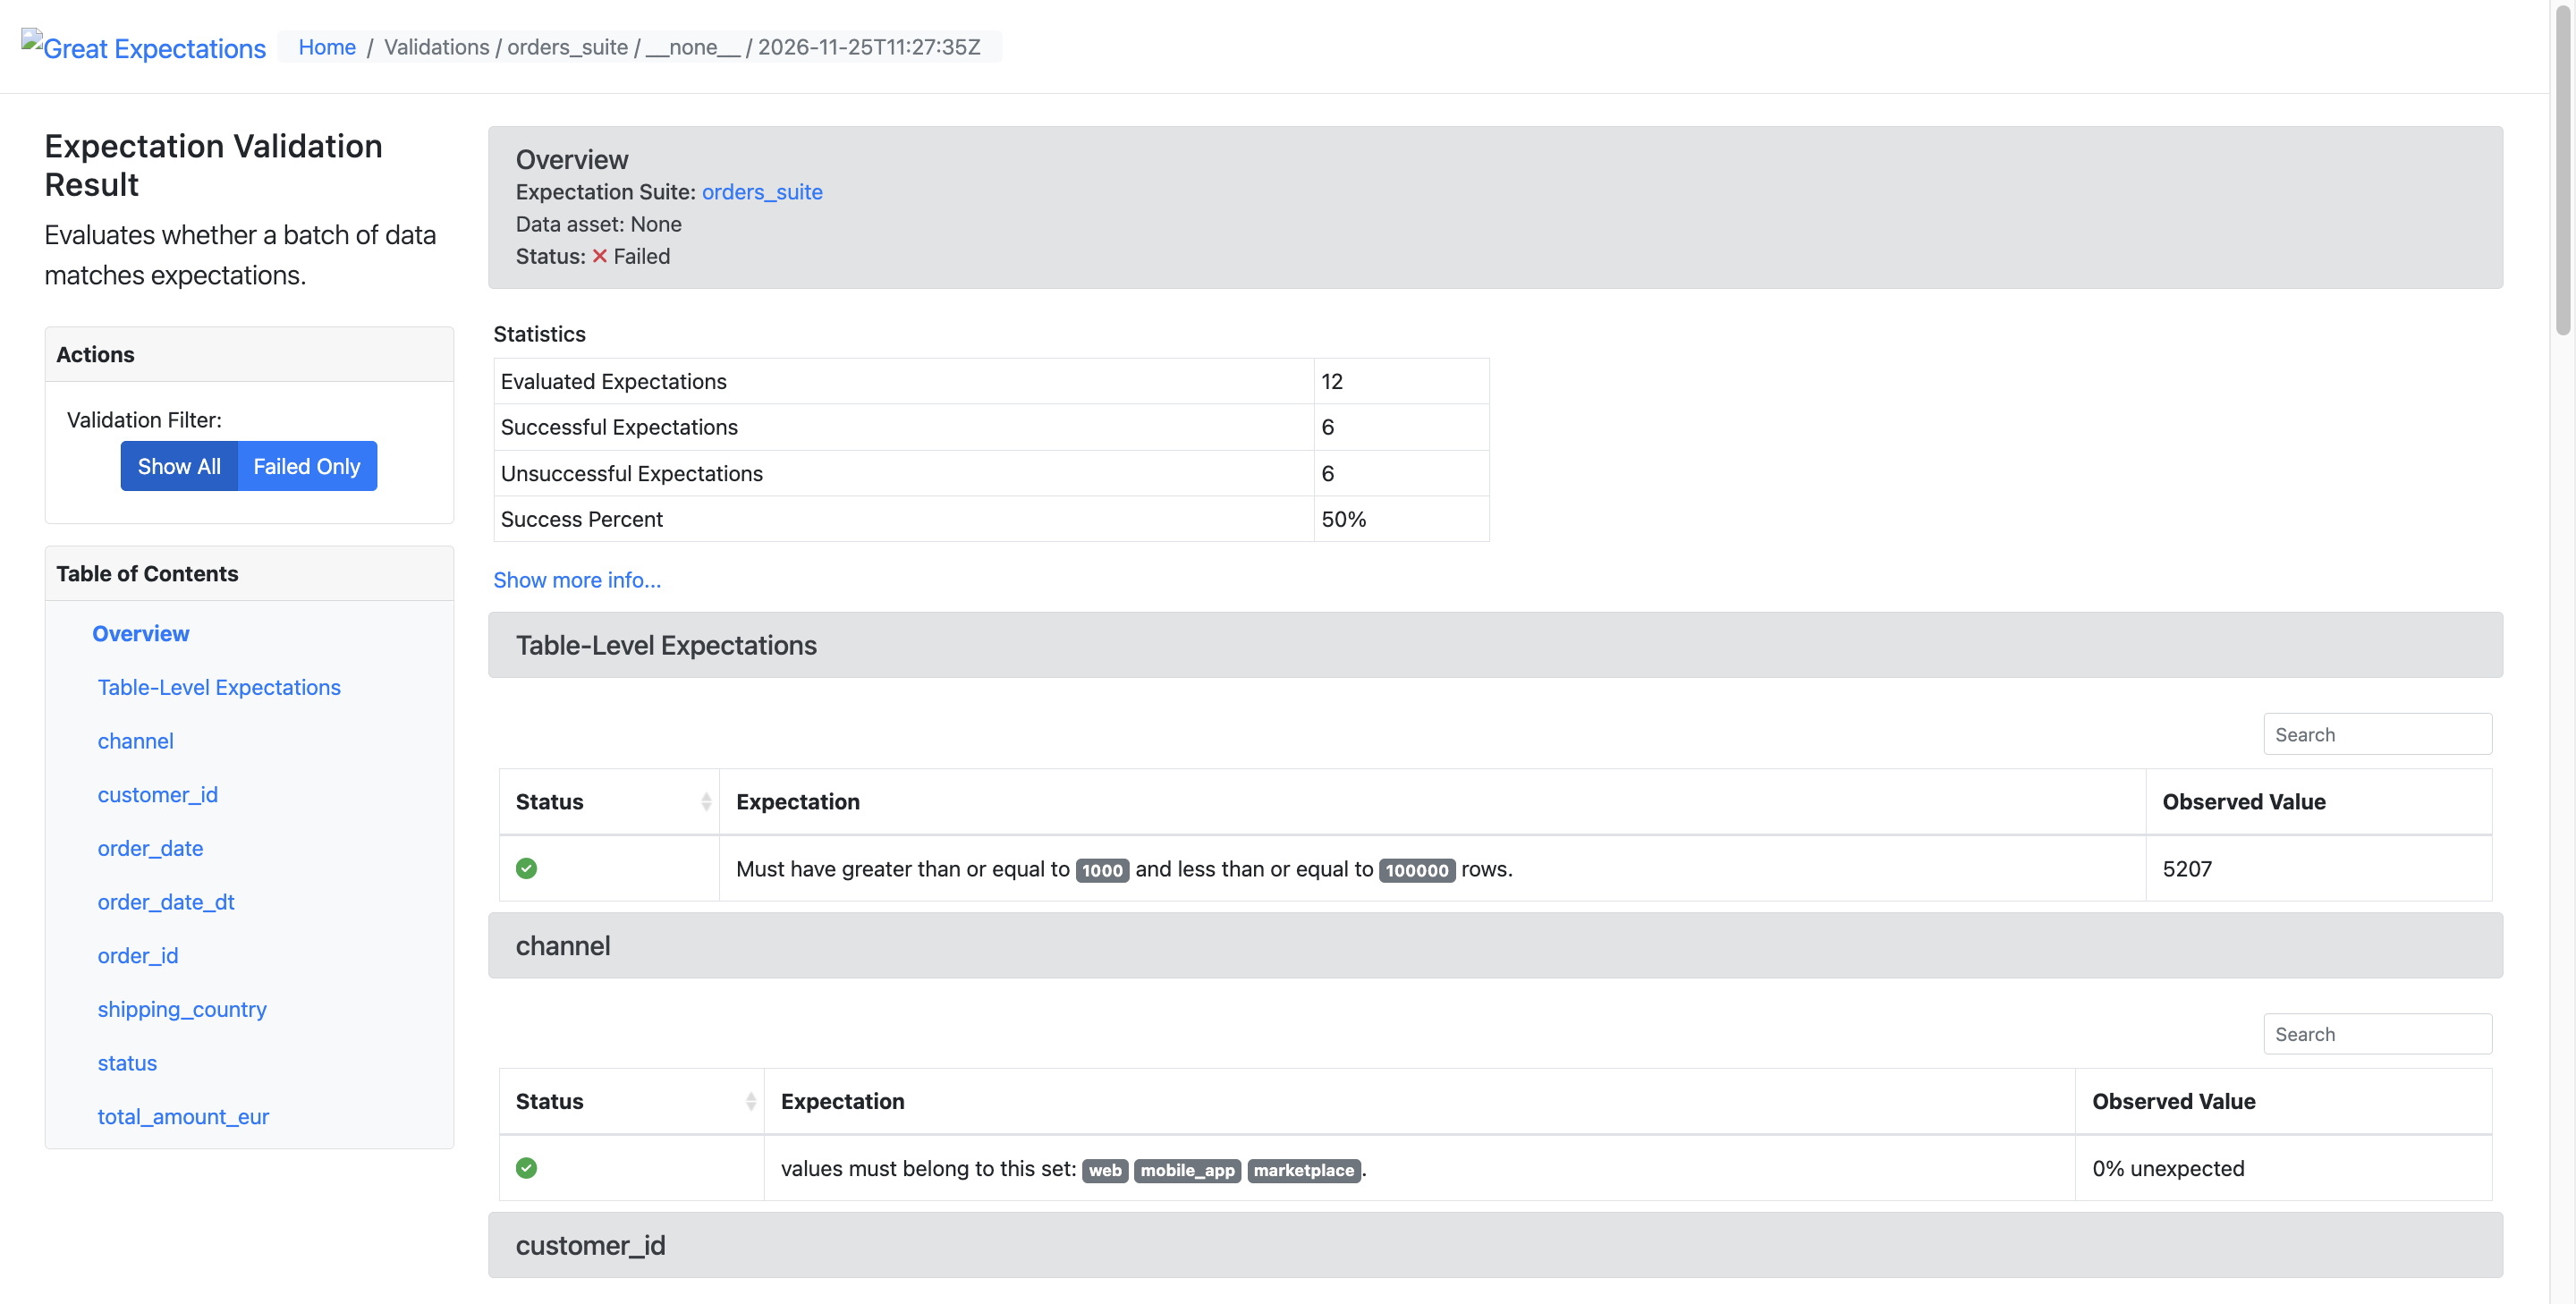 Great Expectations
Home / Validations / orders_suite / __none__ / 2026-11-25T11:27:35Z
Expectation Validation
Result
Evaluates whether a batch of data
matches expectations.
Actions
Validation Filter:
Show All Failed Only
Table of Contents
Overview
Table-Level Expectations
channel
customer_id
order_date
order_date_dt
order_id
shipping_country
status
total_amount_eur
Overview
Expectation Suite: orders_suite
Data asset: None
Status: ✕ Failed
Statistics
Evaluated Expectations 12
Successful Expectations 6
Unsuccessful Expectations 6
Success Percent 50%
Show more info...
Table-Level Expectations
Search
Status Expectation Observed Value
Must have greater than or equal to 1000 and less than or equal to 100000 rows. 5207
channel
Search
Status Expectation Observed Value
values must belong to this set: web mobile_app marketplace. 0% unexpected
customer_id